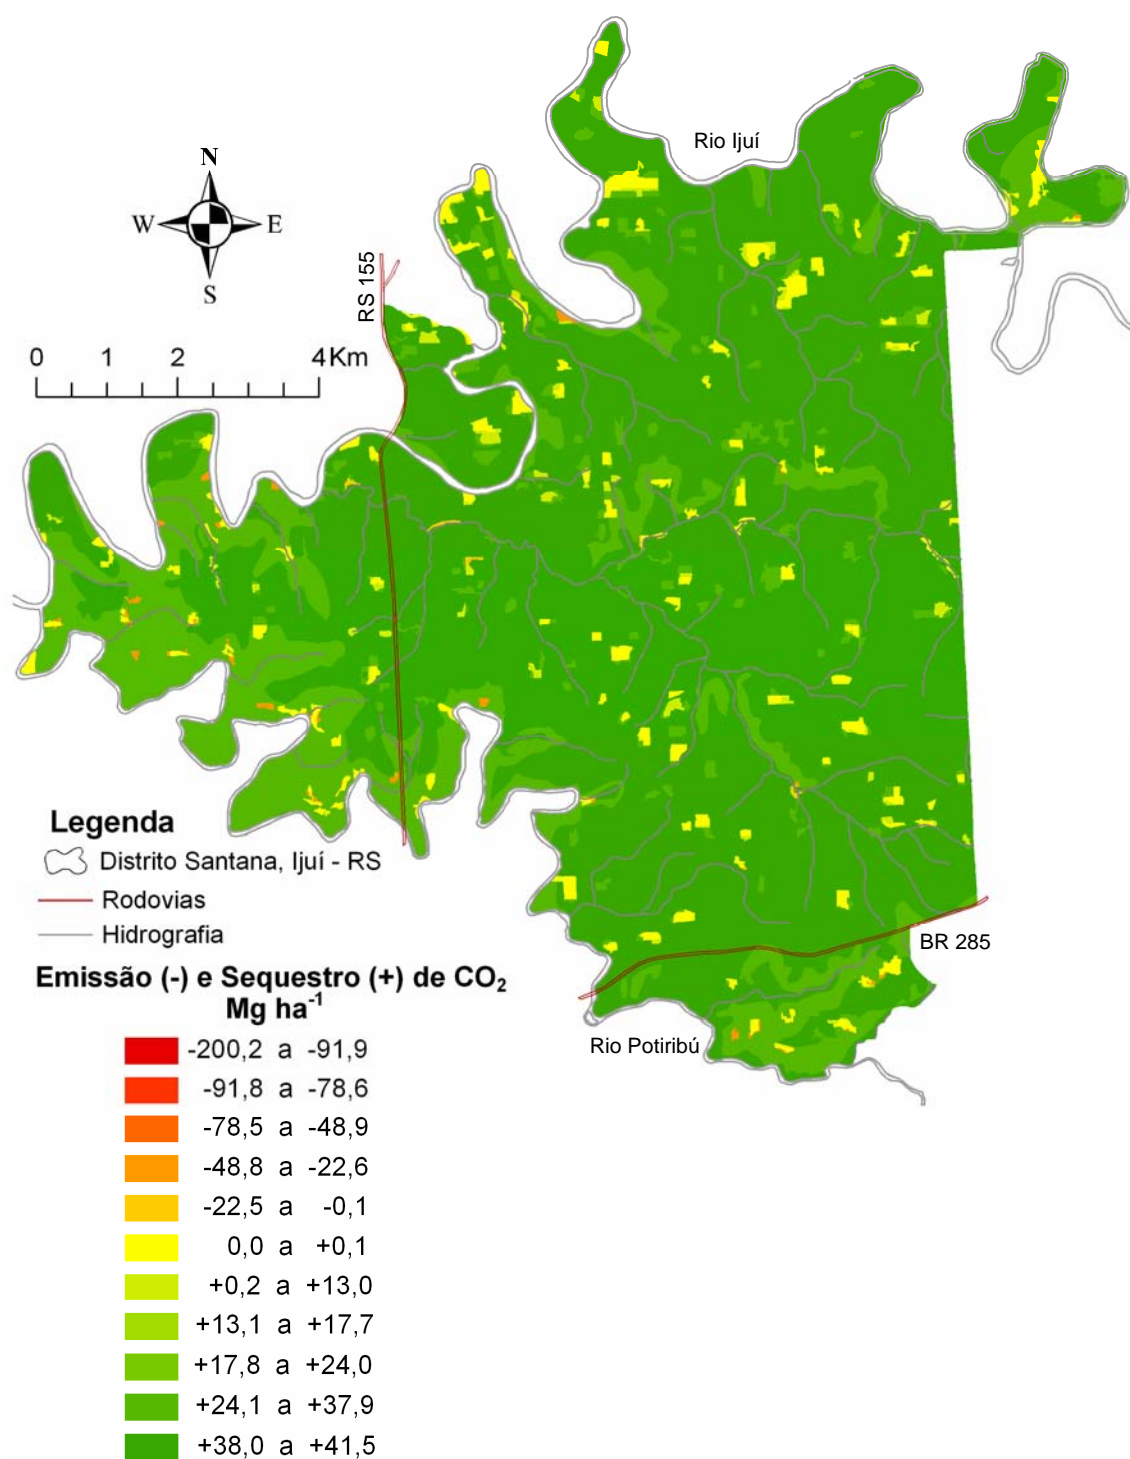 Rio Ijuí
N
W E
S
RS 155
0 1 2 4 Km
Legenda
Distrito Santana, Ijuí - RS
Rodovias
Hidrografia
BR 285
Emissão (-) e Sequestro (+) de CO₂
Mg ha⁻¹
Rio Potiribú
-200,2 a -91,9
-91,8 a -78,6
-78,5 a -48,9
-48,8 a -22,6
-22,5 a -0,1
0,0 a +0,1
+0,2 a +13,0
+13,1 a +17,7
+17,8 a +24,0
+24,1 a +37,9
+38,0 a +41,5